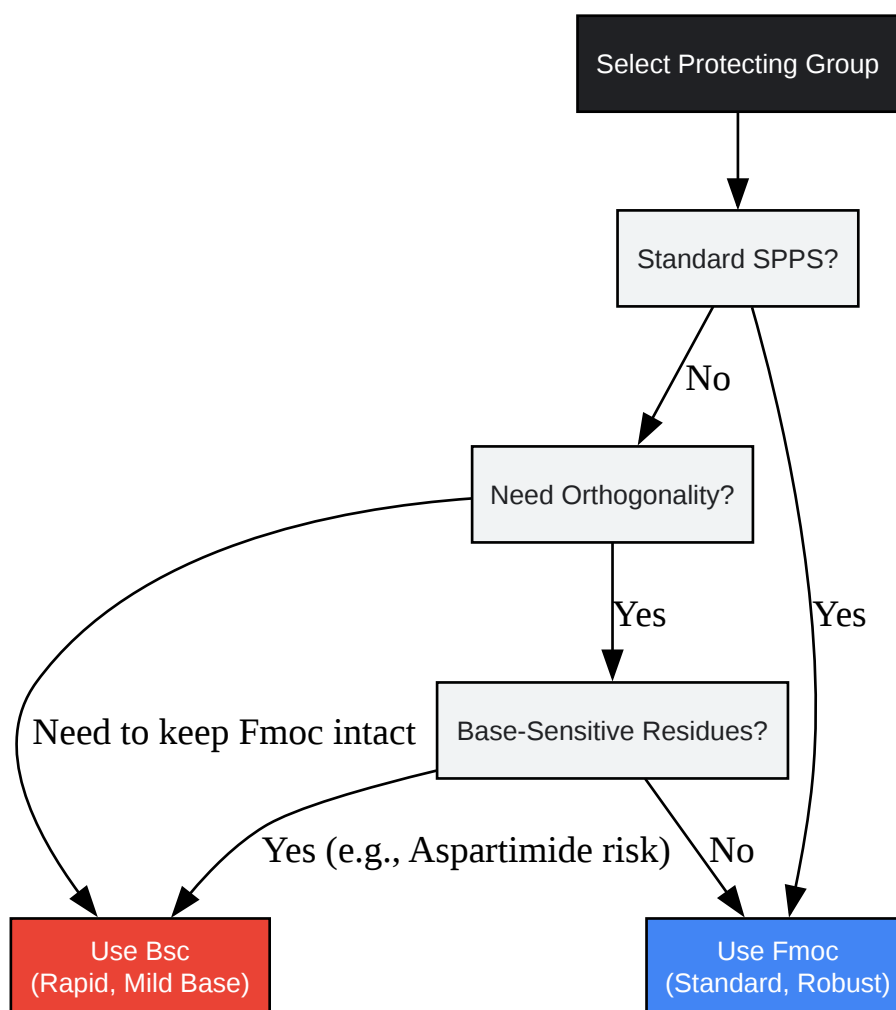 Select Protecting Group
Standard SPPS?
No
Need Orthogonality?
Yes
Yes
Base-Sensitive Residues?
Need to keep Fmoc intact
Yes (e.g., Aspartimide risk)
No
Use Bsc
(Rapid, Mild Base)
Use Fmoc
(Standard, Robust)